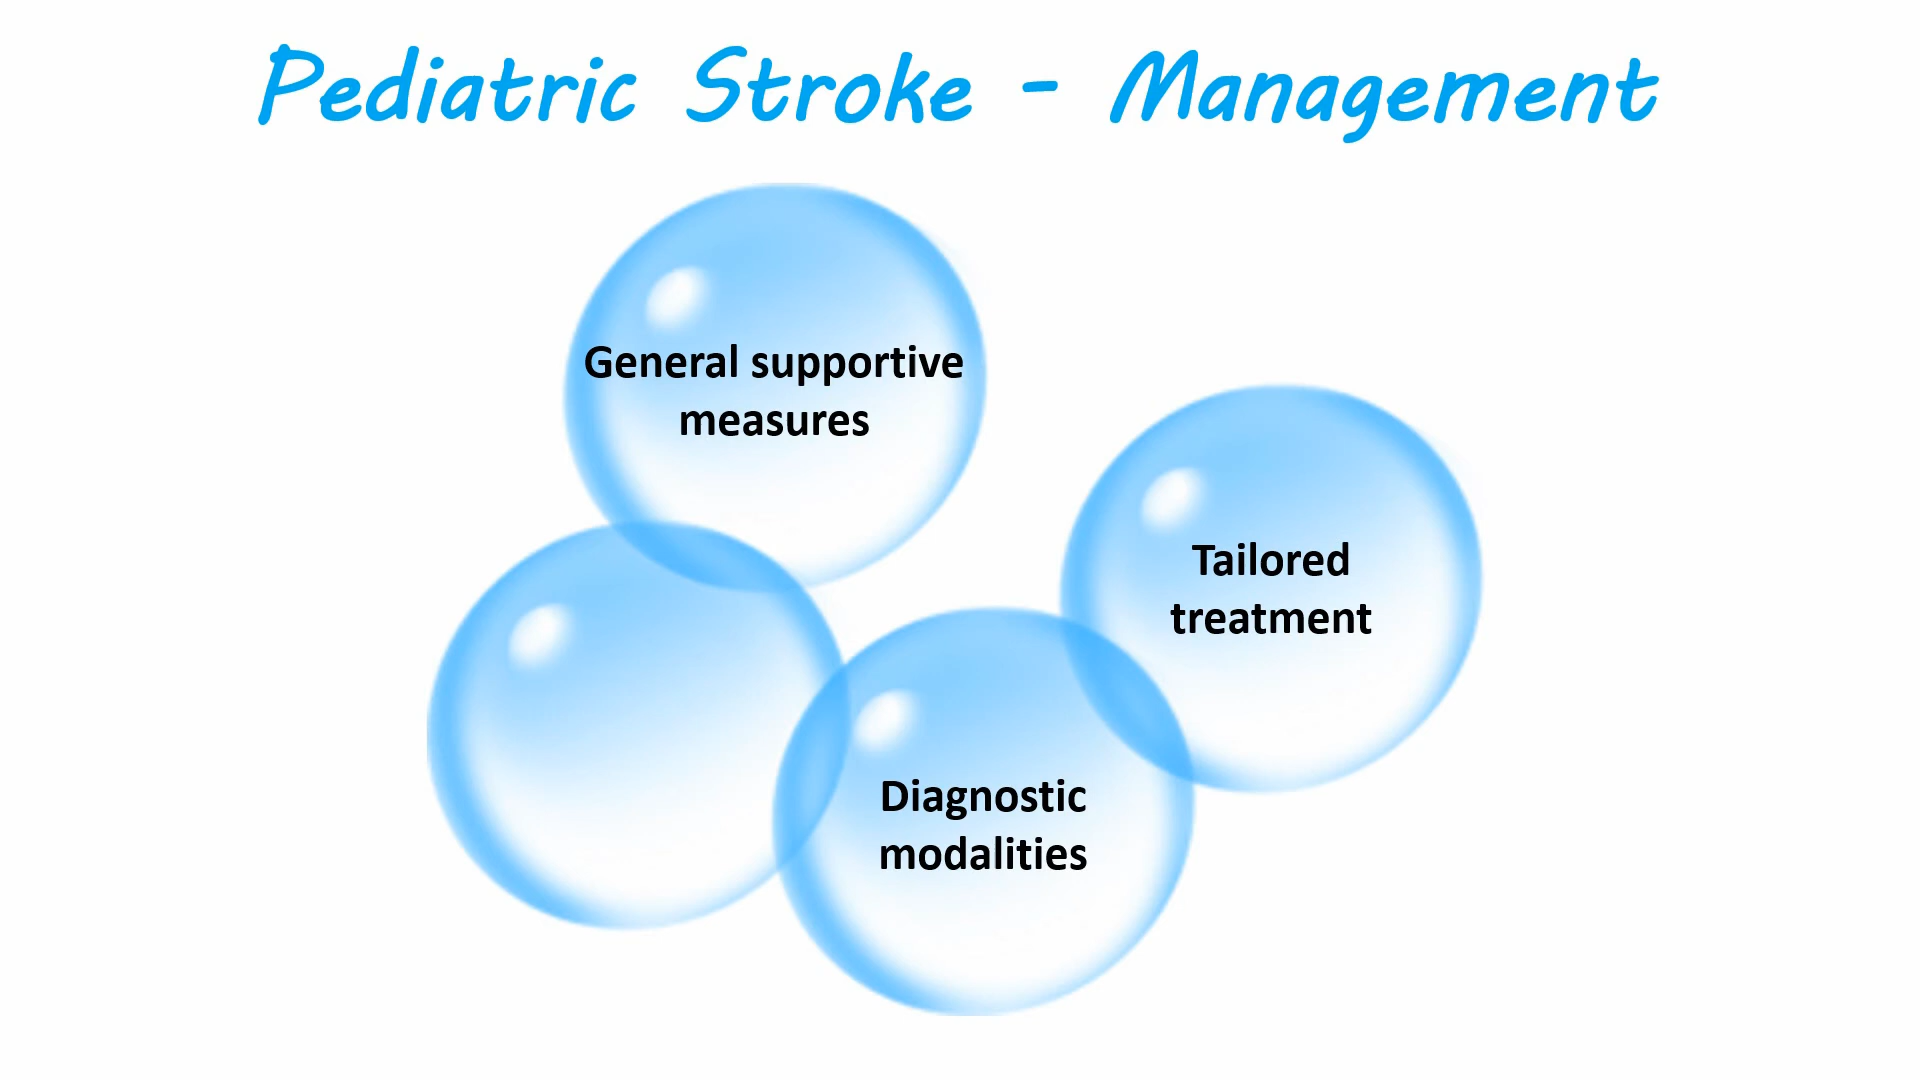 Pediatric Stroke - Management
General supportive
measures
Tailored
treatment
Diagnostic
modalities